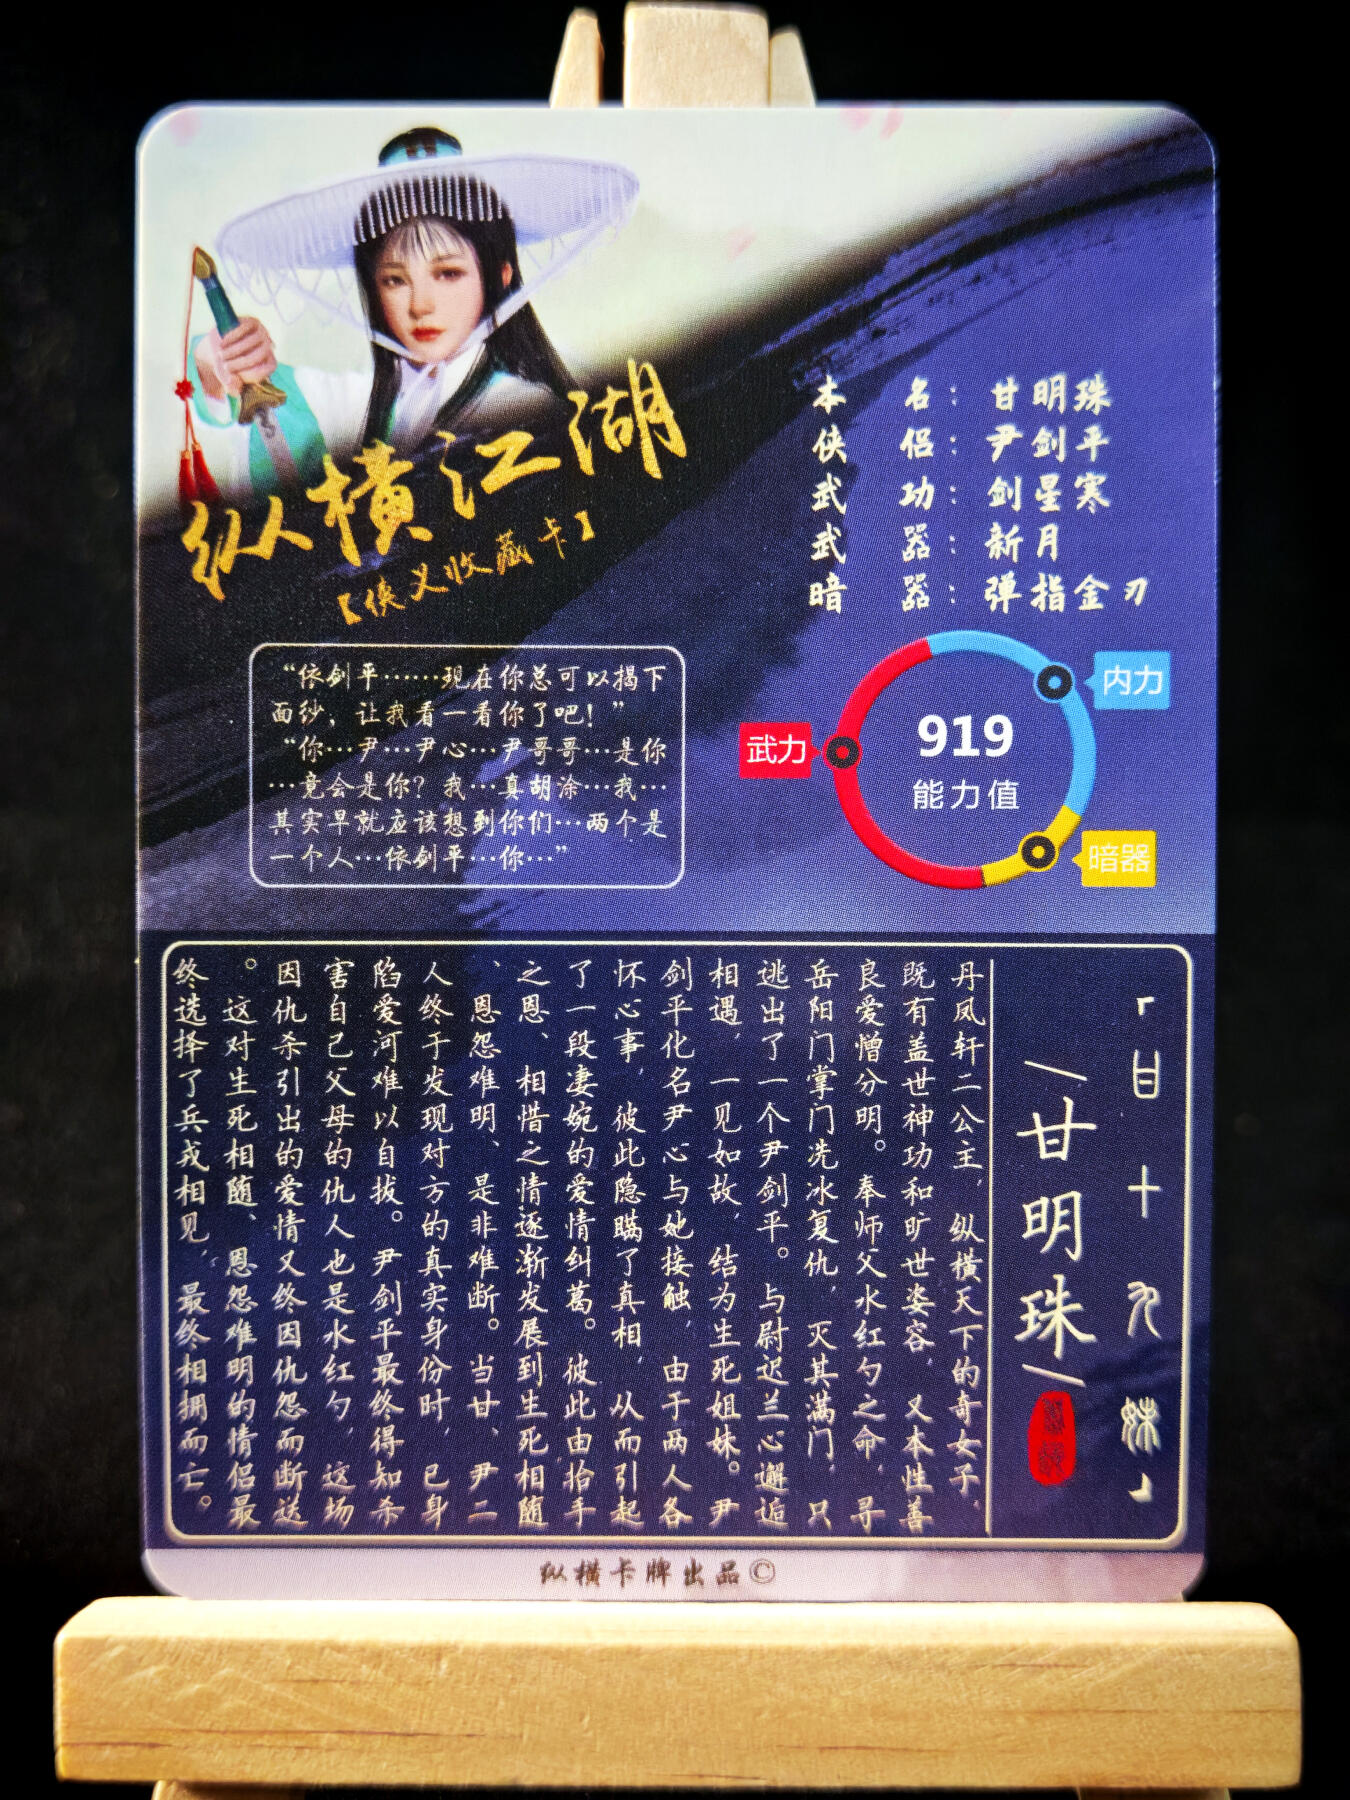 纵横江湖
【侠义收藏卡】
本名：甘明珠
侠侣：尹剑平
武功：剑星寒
武器：新月
暗器：弹指金刃
“依剑平……现在你总可以揭下
面纱，让我看一看你了吧！”
“你…尹…尹心…尹哥哥…是你
…竟会是你？我…真胡涂…我…
其实早就应该想到你们…两个是
一个人…依剑平…你…”
内力
武力
919
能力值
暗器
「甘十九妹」
甘明珠
丹凤轩二公主，纵横天下的奇女子，
既有盖世神功和旷世姿容，又本性善
良爱憎分明。奉师父水红勺之命，寻
岳阳门掌门冼冰复仇，灭其满门，只
逃出了一个尹剑平。与尉迟兰心邂逅
相遇，一见如故，结为生死姐妹。尹
剑平化名尹心与她接触，由于两人各
怀心事，彼此隐瞒了真相，从而引起
了一段凄婉的爱情纠葛。彼此由拾手
之恩、相惜之情逐渐发展到生死相随
、恩怨难明、是非难断。当甘、尹二
人终于发现对方的真实身份时，已身
陷爱河难以自拔。尹剑平最终得知杀
害自己父母的仇人也是水红勺，这场
因仇杀引出的爱情又终因仇怨而断送
。这对生死相随、恩怨难明的情侣最
终选择了兵戎相见，最终相拥而亡。
纵横卡牌出品©